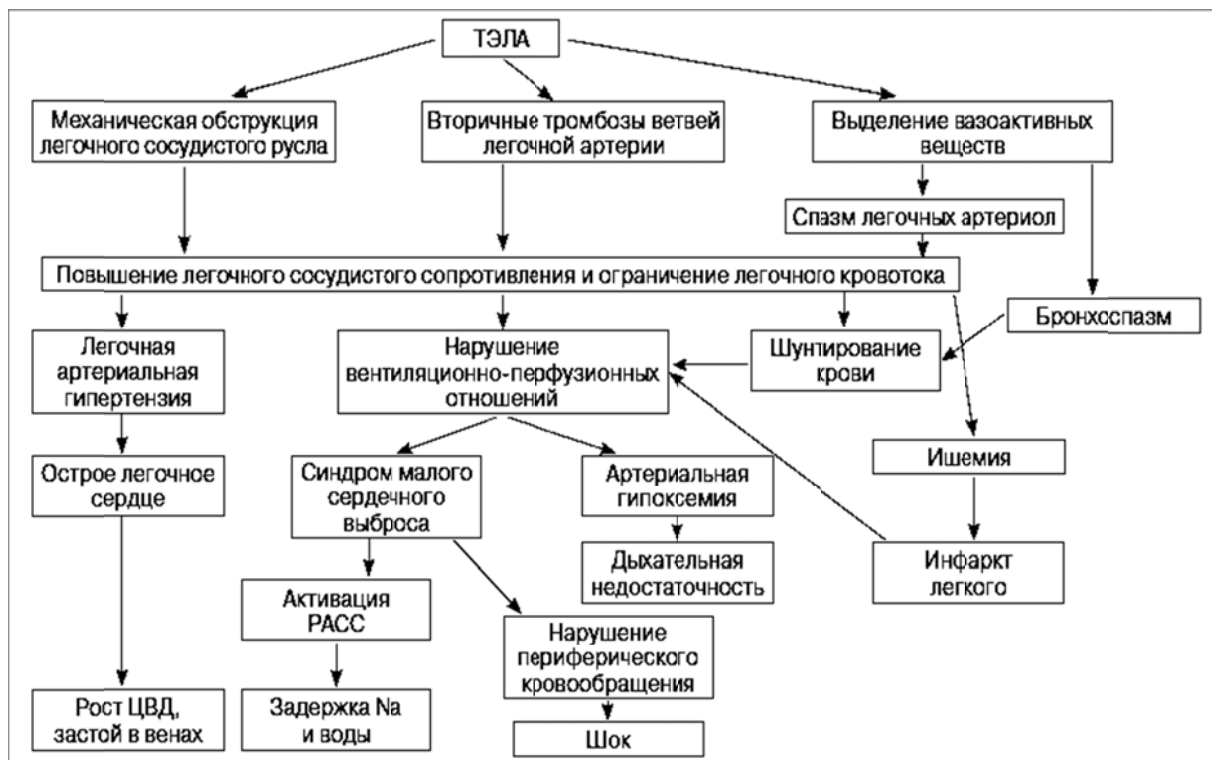 ТЭЛА
Механическая обструкция
легочного сосудистого русла
Вторичные тромбозы ветвей
легочной артерии
Выделение вазоактивных
веществ
Спазм легочных артериол
Повышение легочного сосудистого сопротивления и ограничение легочного кровотока
Бронхоспазм
Легочная
артериальная
гипертензия
Нарушение
вентиляционно-перфузионных
отношений
Шунтирование
крови
Острое легочное
сердце
Синдром малого
сердечного
выброса
Артериальная
гипоксемия
Ишемия
Дыхательная
недостаточность
Инфаркт
легкого
Активация
РАСС
Нарушение
периферического
кровообращения
Рост ЦВД,
застой в венах
Задержка Na
и воды
Шок